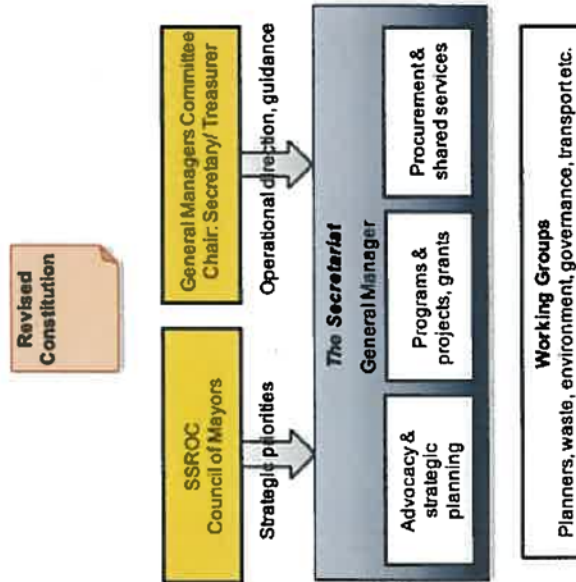 Revised
Constitution
SSROC
Council of Mayors
General Managers Committee
Chair: Secretary/ Treasurer
Strategic priorities
Operational direction, guidance
The Secretariat
General Manager
Advocacy &
strategic
planning
Programs &
projects, grants
Procurement &
shared services
Working Groups
Planners, waste, environment, governance, transport etc.